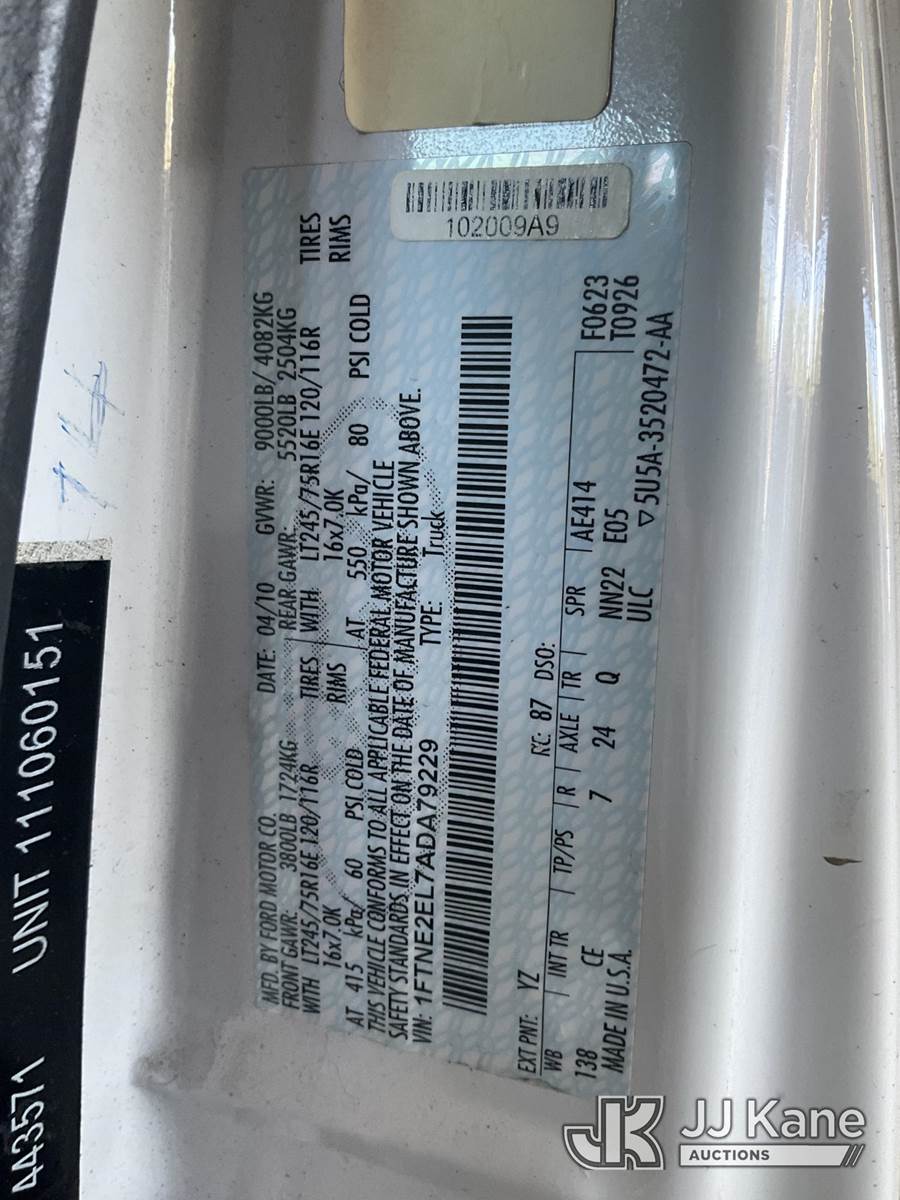 443571 UNIT 111060151
74
MFD. BY FORD MOTOR CO. DATE: 04/10 GVWR: 9000LB/ 4082KG
FRONT GAWR: 3800LB 1724KG REAR GAWR: 5520LB 2504KG
WITH LT245/75R16E 120/116R TIRES WITH LT245/75R16E 120/116R TIRES
16x7.0K RIMS 16x7.0K RIMS
AT 415 kPa/ 60 PSI COLD AT 550 kPa/ 80 PSI COLD
THIS VEHICLE CONFORMS TO ALL APPLICABLE FEDERAL MOTOR VEHICLE
SAFETY STANDARDS IN EFFECT ON THE DATE OF MANUFACTURE SHOWN ABOVE.
VIN: 1FTNE2EL7ADA79229 TYPE: Truck
102009A9
EXT PNT: YZ RC: 87 DSO:
WB INT TR TP/PS R AXLE TR SPR AE414 F0623
138 CE 7 24 Q NN22 E05 T0926
MADE IN U.S.A. ULC ▽5U5A-3520472-AA
JK JJ Kane
AUCTIONS